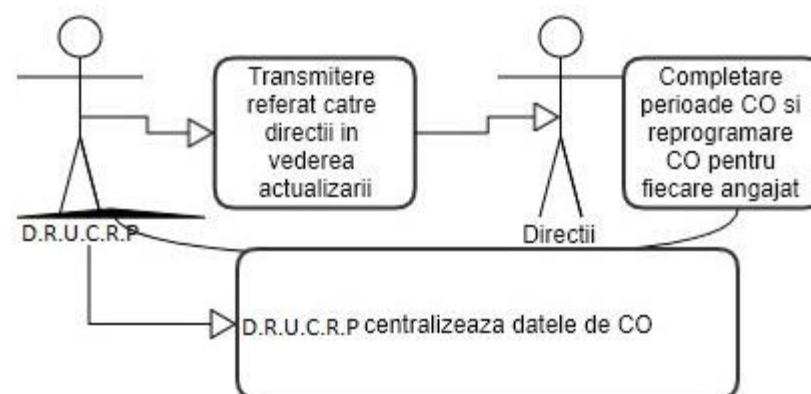 Transmitere
referat catre
directii in
vederea
actualizarii
Completare
perioade CO si
reprogramare
CO pentru
fiecare angajat
D.R.U.C.R.P
Directii
D.R.U.C.R.P centralizeaza datele de CO